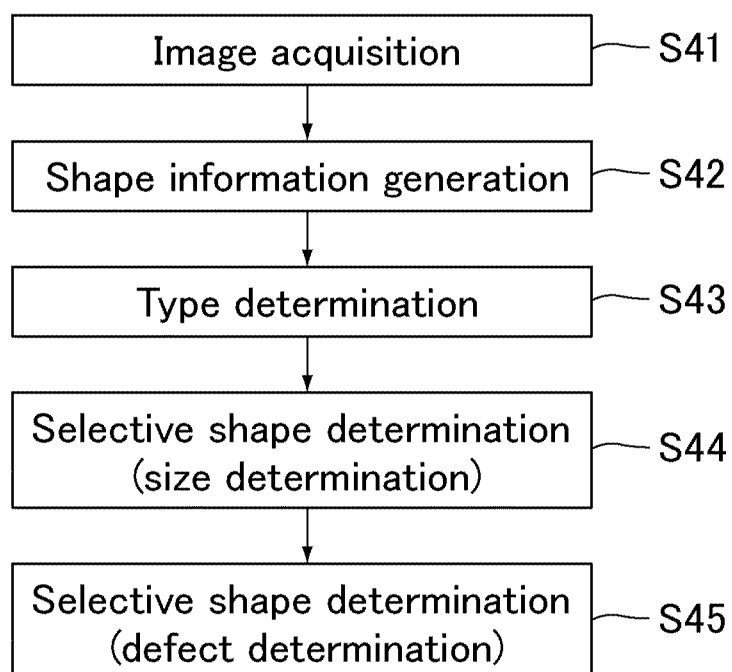 Image acquisition S41
Shape information generation S42
Type determination S43
Selective shape determination
(size determination) S44
Selective shape determination
(defect determination) S45